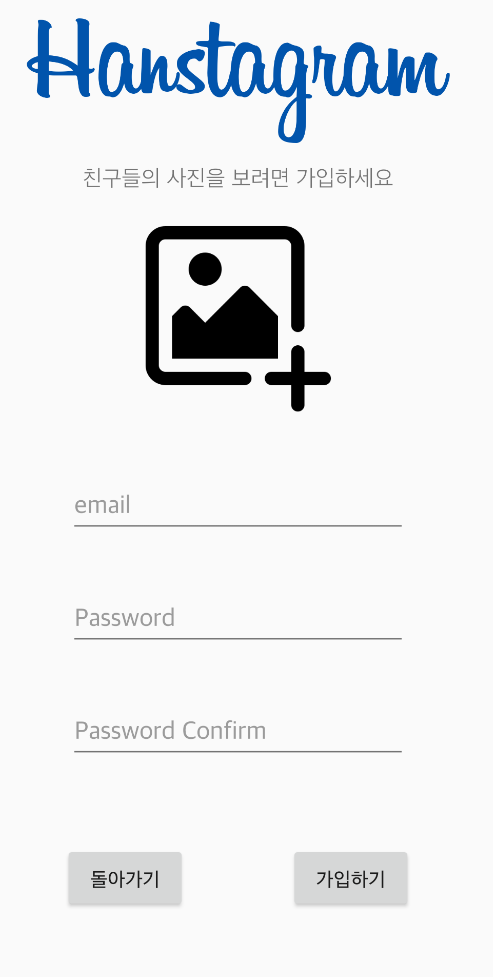 Hanstagram
친구들의 사진을 보려면 가입하세요
email
Password
Password Confirm
돌아가기 가입하기